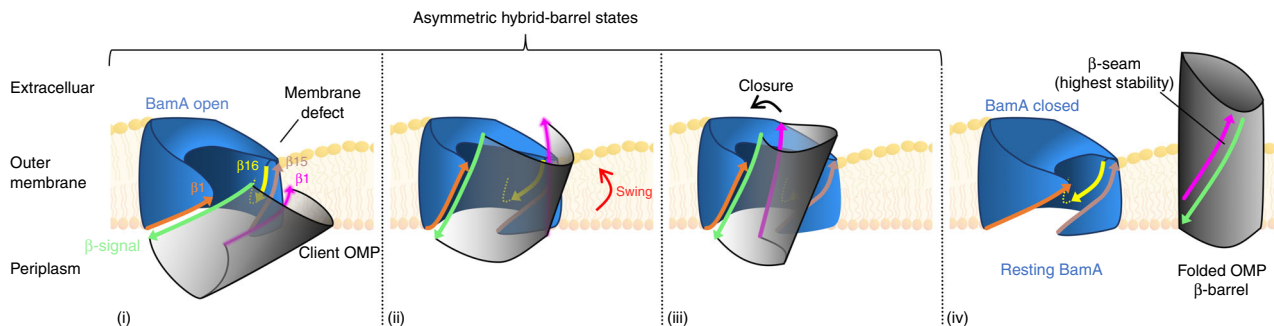 Asymmetric hybrid-barrel states
Extracelluar
Outer
membrane
Periplasm
BamA open
Membrane
defect
β1
β16
β15
β1
β-signal
Client OMP
(i)
Swing
(ii)
Closure
(iii)
BamA closed
β-seam
(highest stability)
Resting BamA
Folded OMP
β-barrel
(iv)